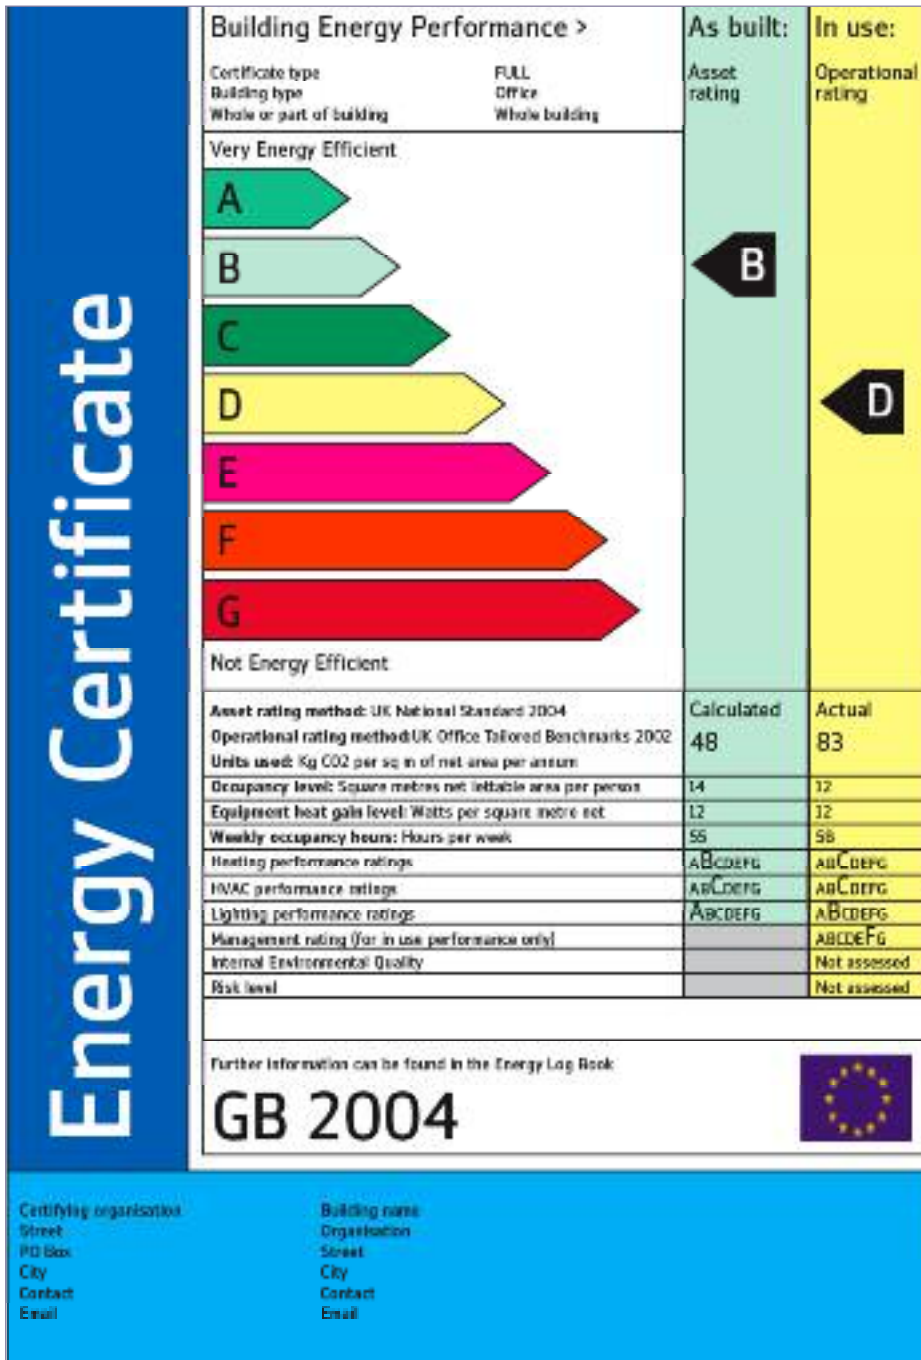 Energy Certificate
Building Energy Performance >
Certificate type FULL
Building type Office
Whole or part of building Whole building
As built:
Asset
rating
In use:
Operational
rating
Very Energy Efficient
A
B
C
D
E
F
G
B
D
Not Energy Efficient
Asset rating method: UK National Standard 2004
Operational rating method:UK Office Tailored Benchmarks 2002
Units used: Kg CO2 per sq m of net area per annum
Calculated
48
Actual
83
Occupancy level: Square metres net lettable area per person 14 12
Equipment heat gain level: Watts per square metre net 12 12
Weekly occupancy hours: Hours per week 55 58
Heating performance ratings ABCDEFG ABCDEFG
HVAC performance ratings ABCDEFG ABCDEFG
Lighting performance ratings ABCDEFG ABCDEFG
Management rating (for in use performance only) ABCDEFG
Internal Environmental Quality Not assessed
Risk level Not assessed
Further information can be found in the Energy Log Book
GB 2004
Certifying organisation
Street
PO Box
City
Contact
Email
Building name
Organisation
Street
City
Contact
Email